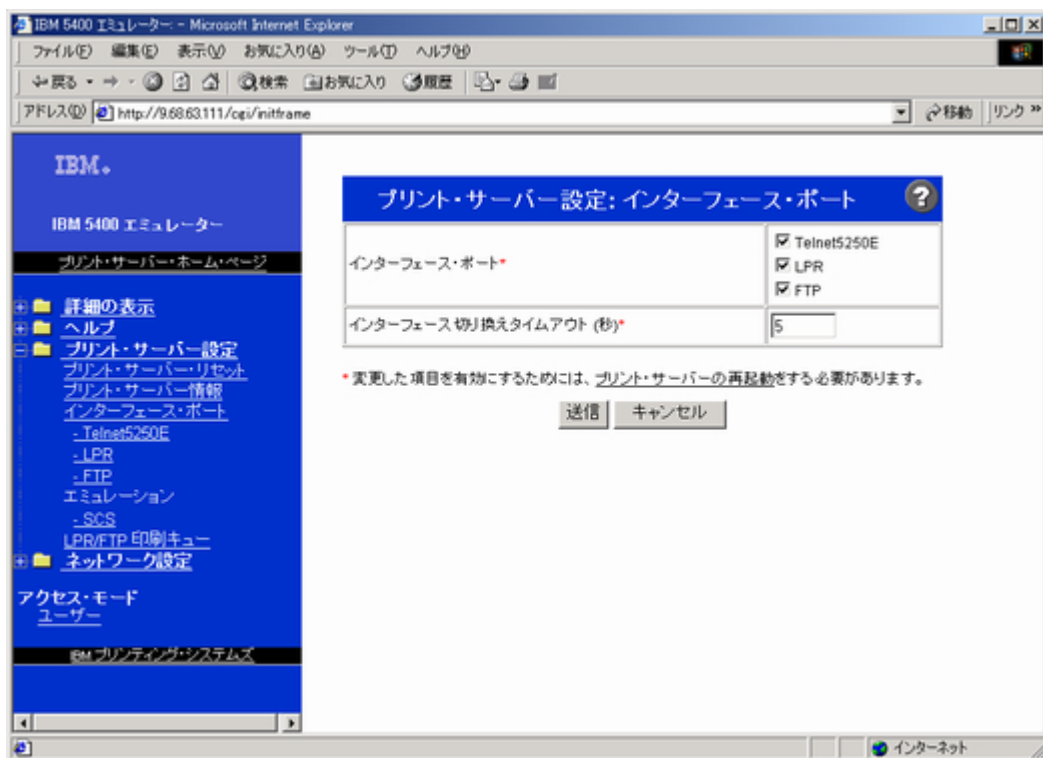 IBM 5400 エミュレーター: - Microsoft Internet Explorer
ファイル(F) 編集(E) 表示(V) お気に入り(A) ツール(T) ヘルプ(H)
戻る 検索 お気に入り 履歴
アドレス(D) http://9.68.63.111/cgi/initframe 移動 リンク »
IBM.
IBM 5400 エミュレーター
プリント・サーバー・ホーム・ページ
詳細の表示
ヘルプ
プリント・サーバー設定
プリント・サーバー・リセット
プリント・サーバー情報
インターフェース・ポート
- Telnet5250E
- LPR
- FTP
エミュレーション
- SCS
LPR/FTP 印刷キュー
ネットワーク設定
アクセス・モード
ユーザー
IBM プリンティング・システムズ
プリント・サーバー設定: インターフェース・ポート ?
インターフェース・ポート*
Telnet5250E
LPR
FTP
インターフェース切り換えタイムアウト (秒)*
5
*変更した項目を有効にするためには、プリント・サーバーの再起動をする必要があります。
送信 キャンセル
インターネット